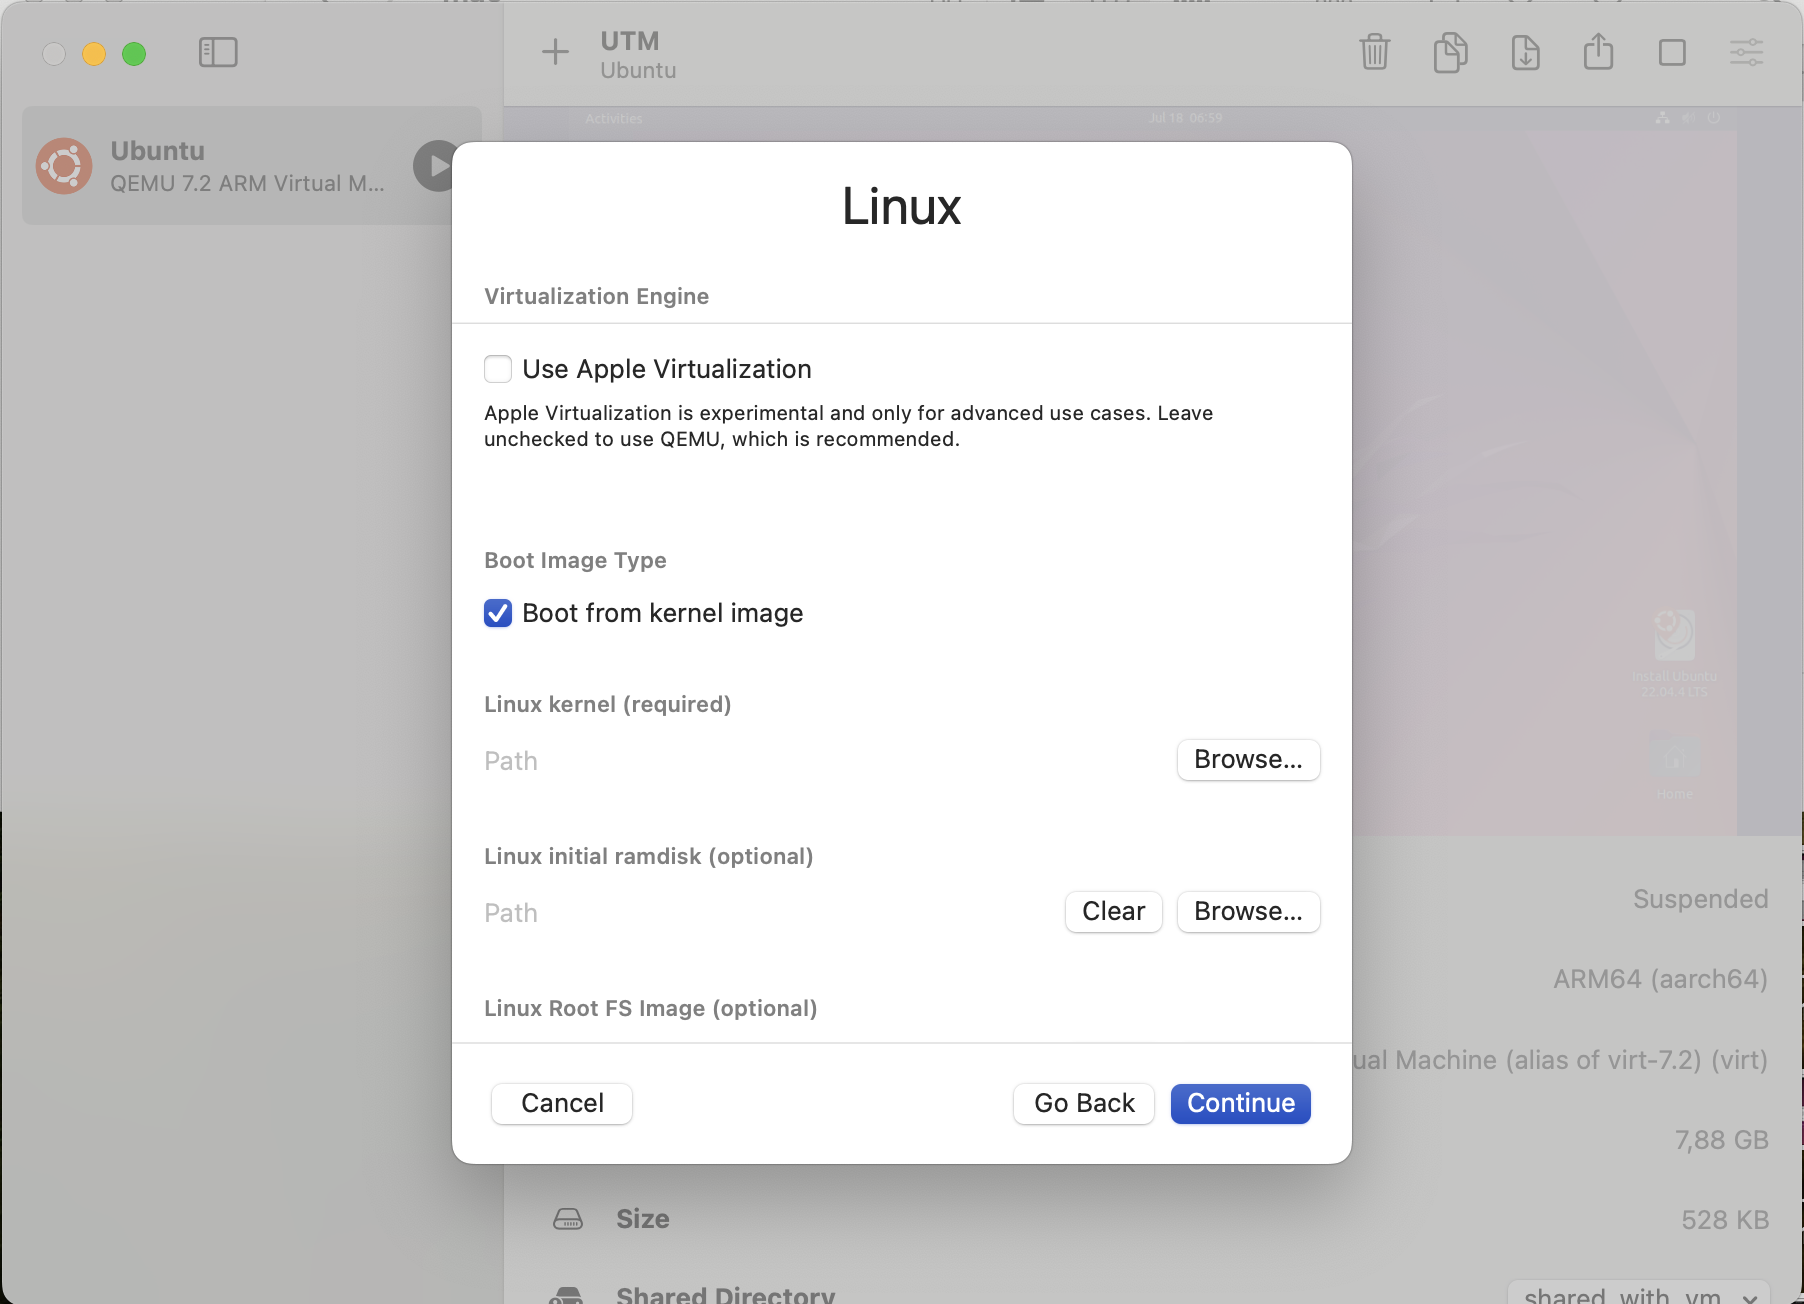 UTM
Ubuntu
Ubuntu
QEMU 7.2 ARM Virtual M...
Activities
Jul 18 06:59
Linux
Virtualization Engine
Use Apple Virtualization
Apple Virtualization is experimental and only for advanced use cases. Leave
unchecked to use QEMU, which is recommended.
Boot Image Type
Boot from kernel image
Linux kernel (required)
Path
Browse...
Linux initial ramdisk (optional)
Path
Clear
Browse...
Linux Root FS Image (optional)
Cancel
Go Back
Continue
Install Ubuntu
22.04.4 LTS
Home
Suspended
ARM64 (aarch64)
ual Machine (alias of virt-7.2) (virt)
7,88 GB
Size
528 KB
Shared Directory
shared_with_vm